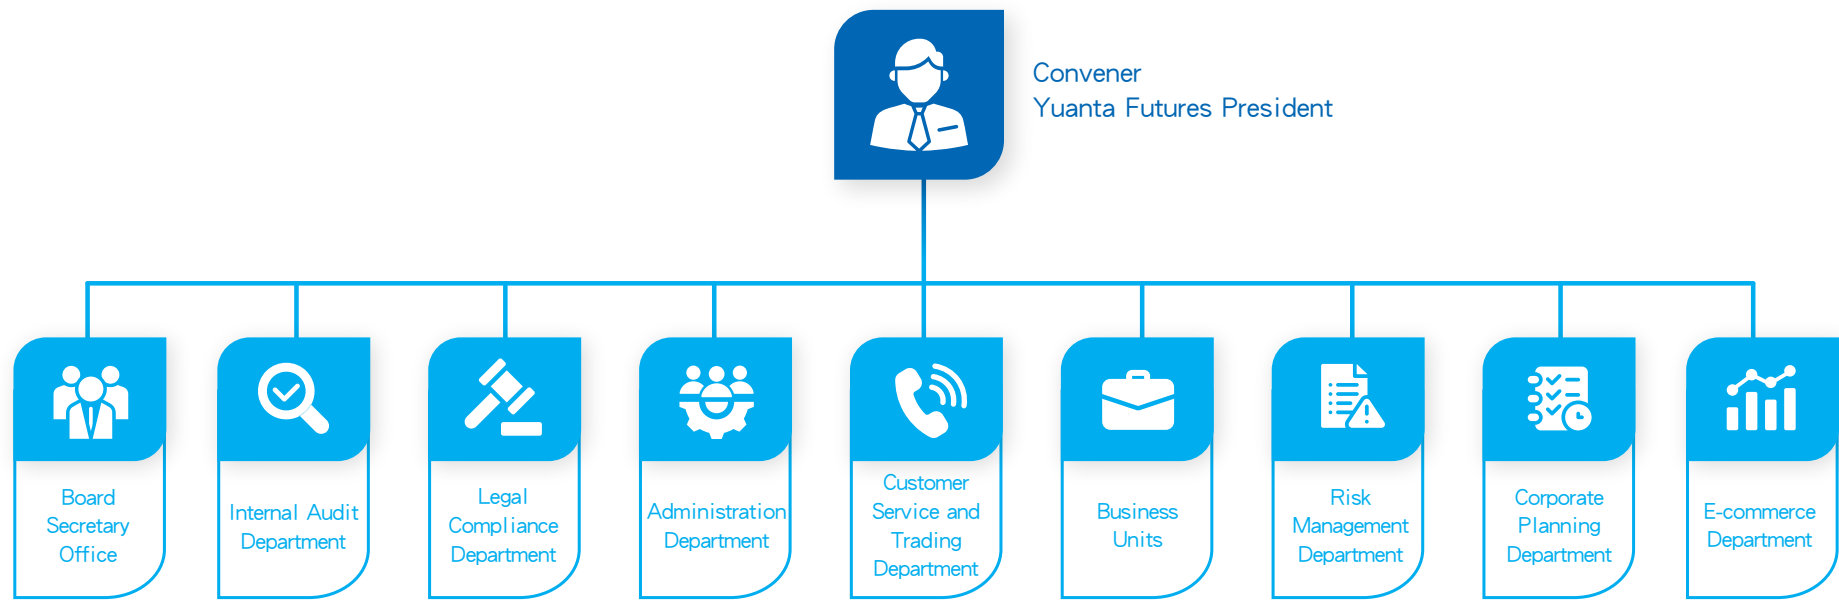 Convener
Yuanta Futures President
Board
Secretary
Office
Internal Audit
Department
Legal
Compliance
Department
Administration
Department
Customer
Service and
Trading
Department
Business
Units
Risk
Management
Department
Corporate
Planning
Department
E-commerce
Department